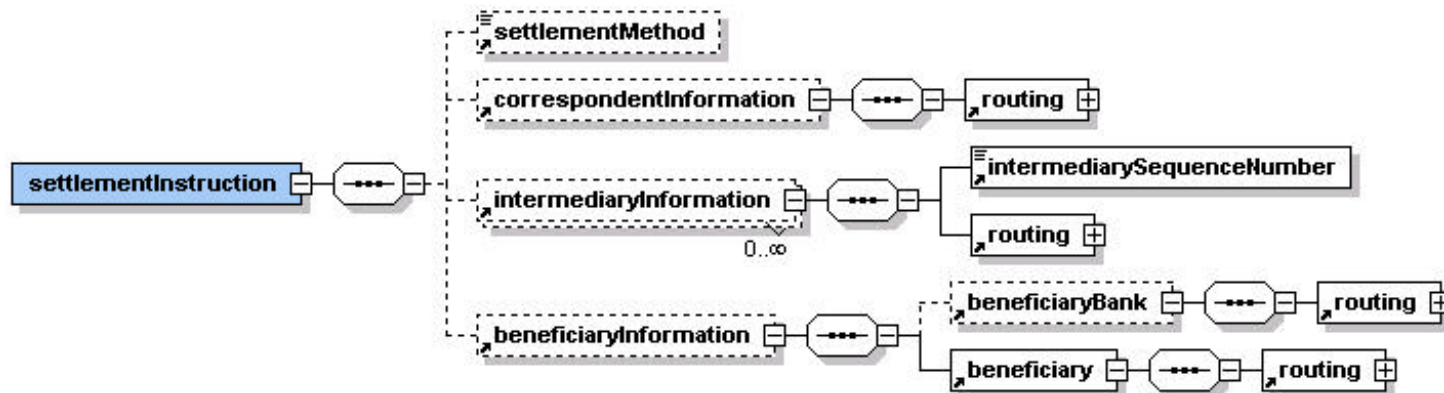 settlementMethod
correspondentInformation
routing
settlementInstruction
intermediaryInformation
0..∞
intermediarySequenceNumber
routing
beneficiaryInformation
beneficiaryBank
routing
beneficiary
routing